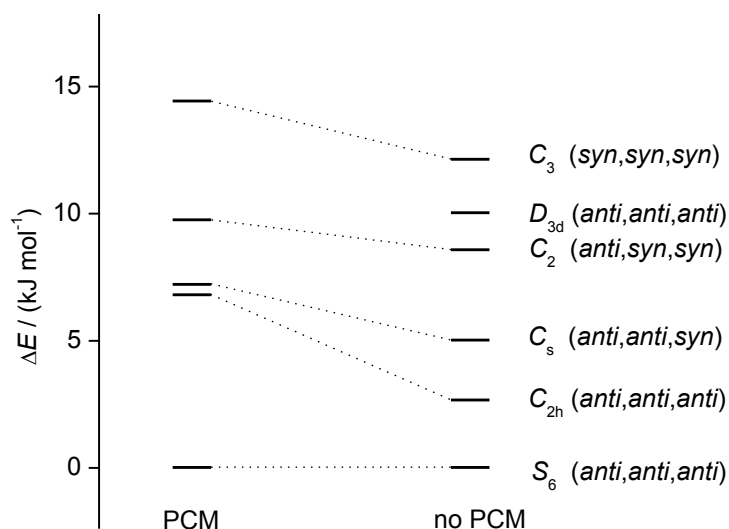 15
10
5
0
ΔE / (kJ mol⁻¹)
C₃ (syn,syn,syn)
D₃d (anti,anti,anti)
C₂ (anti,syn,syn)
Cₛ (anti,anti,syn)
C₂ₕ (anti,anti,anti)
S₆ (anti,anti,anti)
PCM no PCM